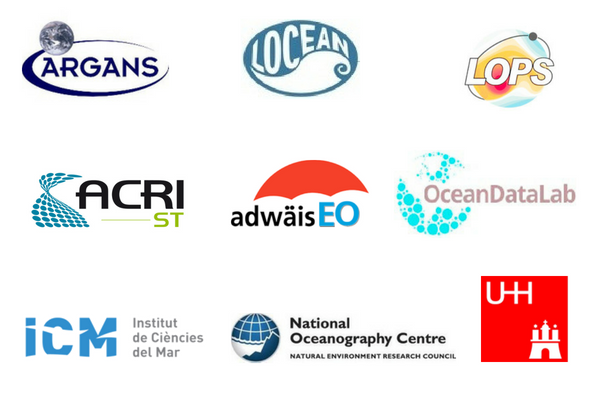 ARGANS
LOCEAN
LOPS
ACRI
ST
adwäisEO
OceanDataLab
iCM
Institut
de Ciències
del Mar
National
Oceanography Centre
NATURAL ENVIRONMENT RESEARCH COUNCIL
UHH